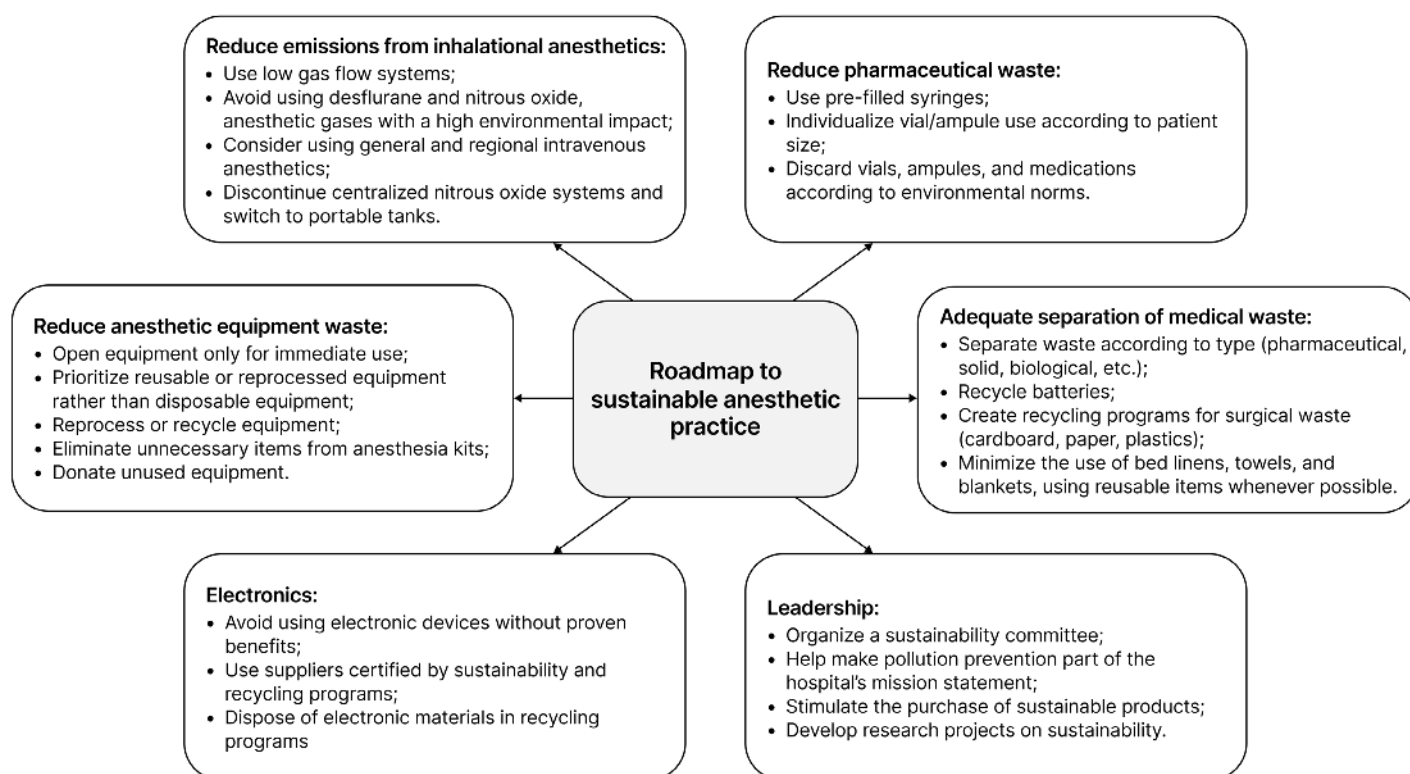 Reduce emissions from inhalational anesthetics:
• Use low gas flow systems;
• Avoid using desflurane and nitrous oxide,
anesthetic gases with a high environmental impact;
• Consider using general and regional intravenous
anesthetics;
• Discontinue centralized nitrous oxide systems and
switch to portable tanks.
Reduce pharmaceutical waste:
• Use pre-filled syringes;
• Individualize vial/ampule use according to patient
size;
• Discard vials, ampules, and medications
according to environmental norms.
Reduce anesthetic equipment waste:
• Open equipment only for immediate use;
• Prioritize reusable or reprocessed equipment
rather than disposable equipment;
• Reprocess or recycle equipment;
• Eliminate unnecessary items from anesthesia kits;
• Donate unused equipment.
Roadmap to
sustainable anesthetic
practice
Adequate separation of medical waste:
• Separate waste according to type (pharmaceutical,
solid, biological, etc.);
• Recycle batteries;
• Create recycling programs for surgical waste
(cardboard, paper, plastics);
• Minimize the use of bed linens, towels, and
blankets, using reusable items whenever possible.
Electronics:
• Avoid using electronic devices without proven
benefits;
• Use suppliers certified by sustainability and
recycling programs;
• Dispose of electronic materials in recycling
programs
Leadership:
• Organize a sustainability committee;
• Help make pollution prevention part of the
hospital's mission statement;
• Stimulate the purchase of sustainable products;
• Develop research projects on sustainability.